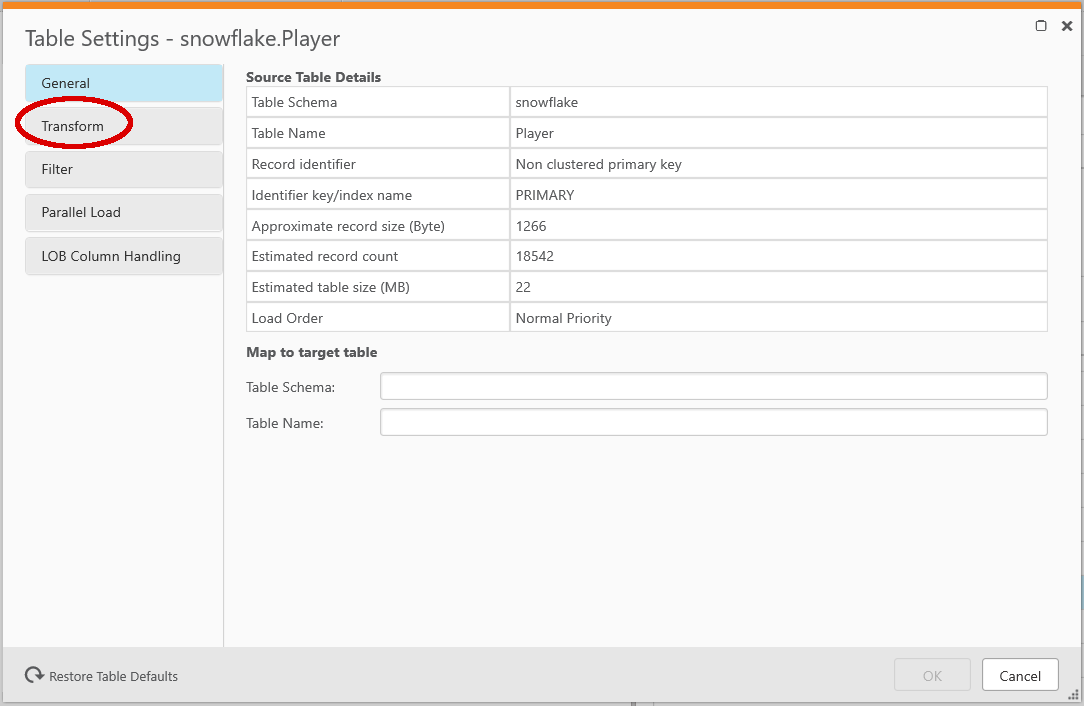 Table Settings - snowflake.Player
General
Transform
Filter
Parallel Load
LOB Column Handling
Source Table Details
Table Schema snowflake
Table Name Player
Record identifier Non clustered primary key
Identifier key/index name PRIMARY
Approximate record size (Byte) 1266
Estimated record count 18542
Estimated table size (MB) 22
Load Order Normal Priority
Map to target table
Table Schema:
Table Name:
Restore Table Defaults
OK Cancel